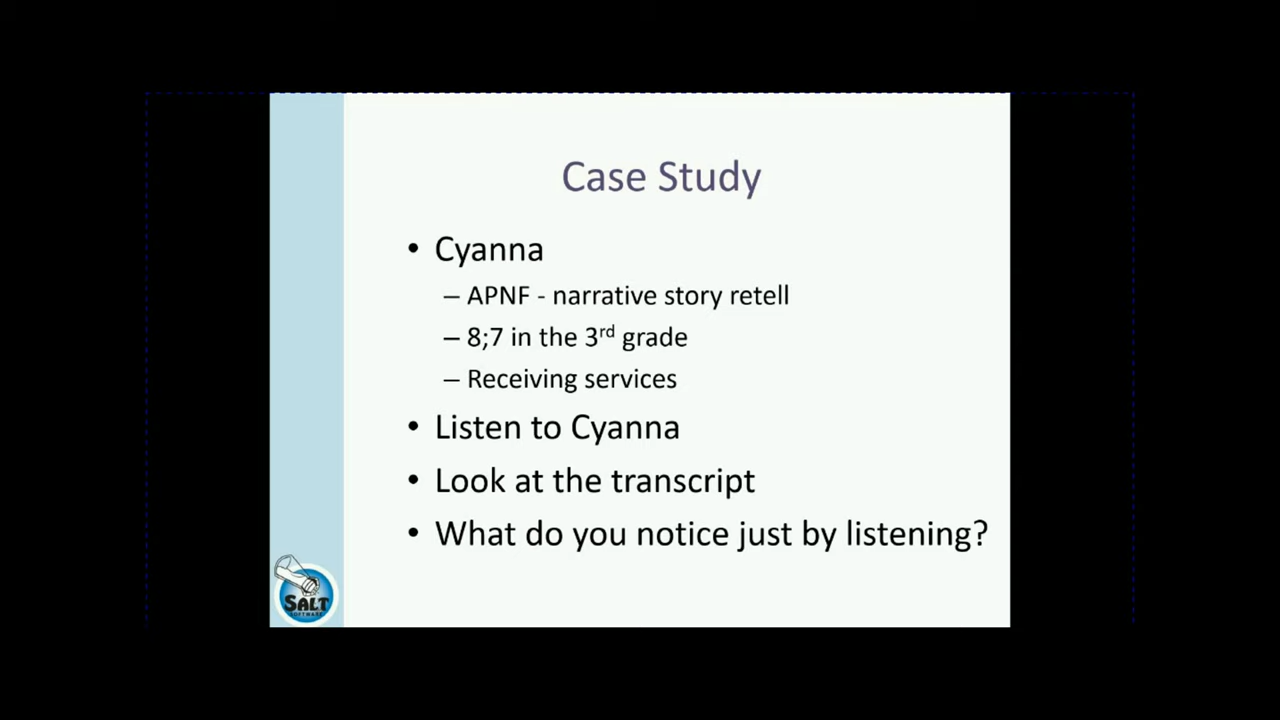 Case Study
• Cyanna
– APNF - narrative story retell
– 8;7 in the 3rd grade
– Receiving services
• Listen to Cyanna
• Look at the transcript
• What do you notice just by listening?
SALT
SOFTWARE